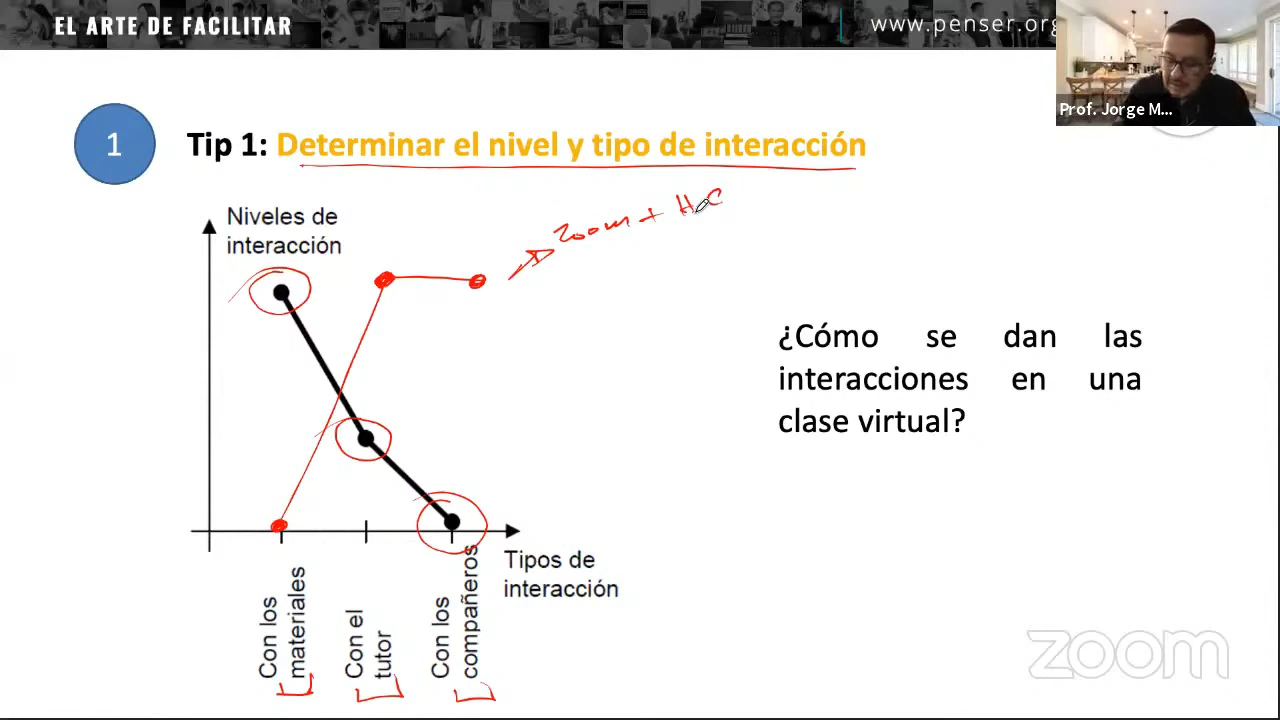 EL ARTE DE FACILITAR
www.penser.org
Prof. Jorge M...
1
Tip 1: Determinar el nivel y tipo de interacción
Niveles de
interacción
Zoom +
¿Cómo se dan las
interacciones en una
clase virtual?
Tipos de
interacción
Con los
materiales
Con el
tutor
Con los
compañeros
zoom